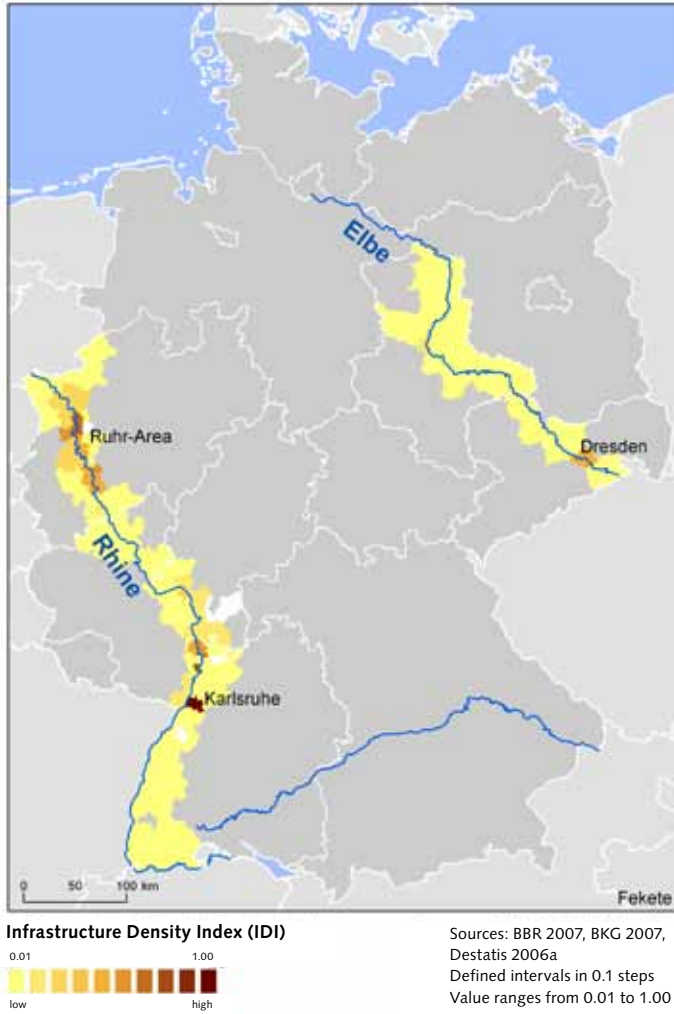 Elbe
Dresden
Ruhr-Area
Rhine
Karlsruhe
0 50 100 km
Fekete
Infrastructure Density Index (IDI)
0.01 1.00
low high
Sources: BBR 2007, BKG 2007,
Destatis 2006a
Defined intervals in 0.1 steps
Value ranges from 0.01 to 1.00